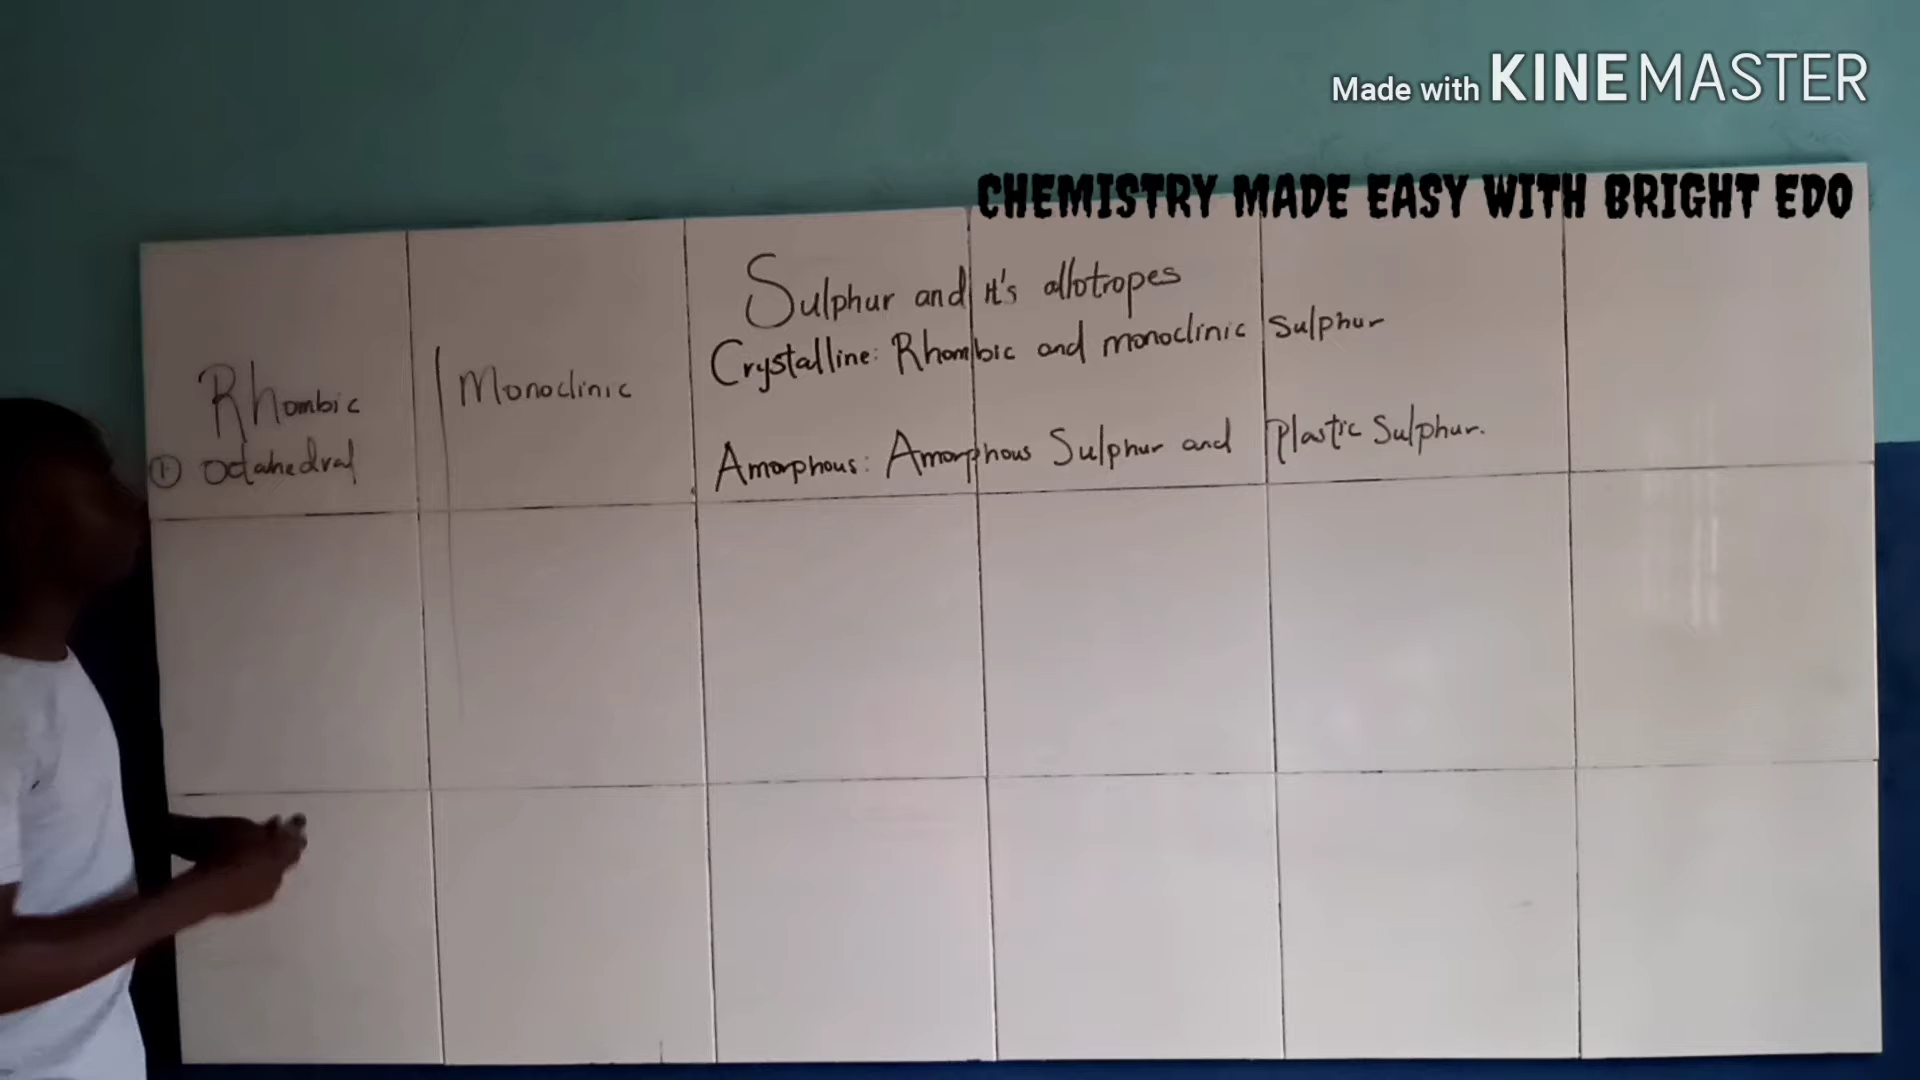 Made with KINEMASTER
CHEMISTRY MADE EASY WITH BRIGHT EDO
Sulphur and it's allotropes
Crystalline: Rhombic and monoclinic Sulphur
Amorphous: Amorphous Sulphur and Plastic Sulphur.
Rhombic | Monoclinic
① Octahedral